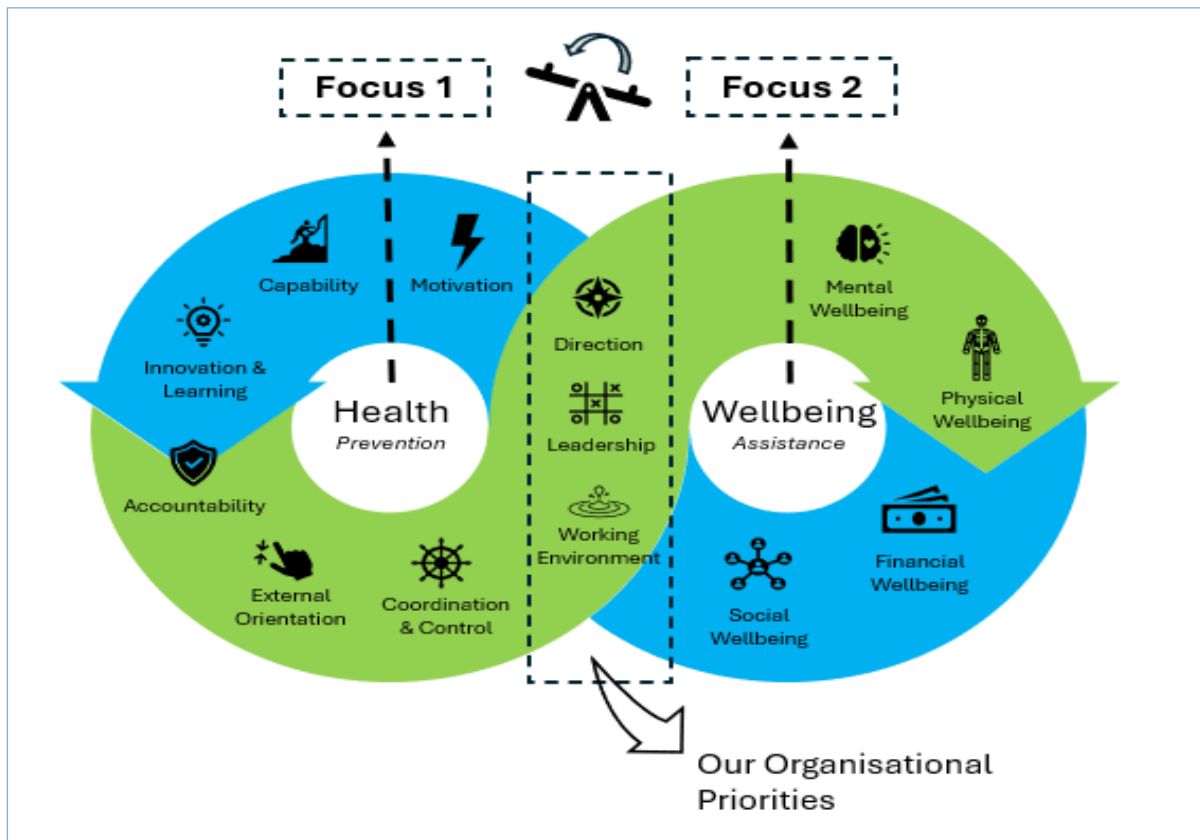 Focus 1
Focus 2
Capability
Motivation
Innovation &
Learning
Health
Prevention
Accountability
External
Orientation
Coordination
& Control
Direction
Leadership
Working
Environment
Mental
Wellbeing
Physical
Wellbeing
Wellbeing
Assistance
Financial
Wellbeing
Social
Wellbeing
Our Organisational
Priorities